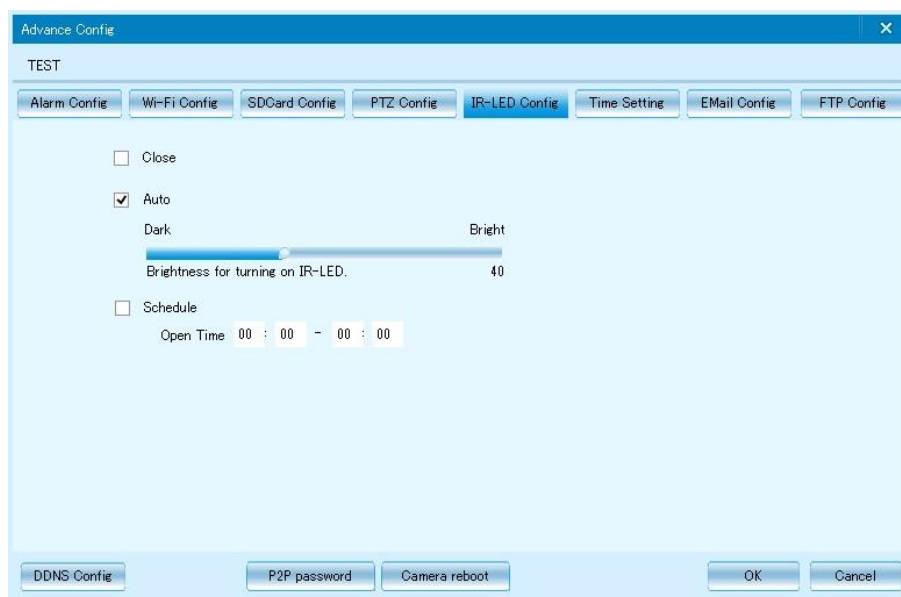 Advance Config
TEST
Alarm Config Wi-Fi Config SDCard Config PTZ Config IR-LED Config Time Setting EMail Config FTP Config
Close
Auto
Dark Bright
Brightness for turning on IR-LED. 40
Schedule
Open Time 00 : 00 - 00 : 00
DDNS Config P2P password Camera reboot OK Cancel